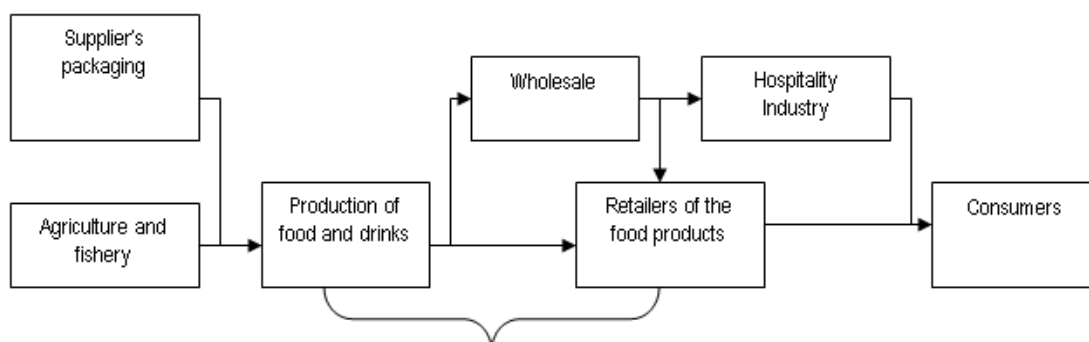 Supplier's
packaging
Wholesale
Hospitality
Industry
Agriculture and
fishery
Production of
food and drinks
Retailers of the
food products
Consumers